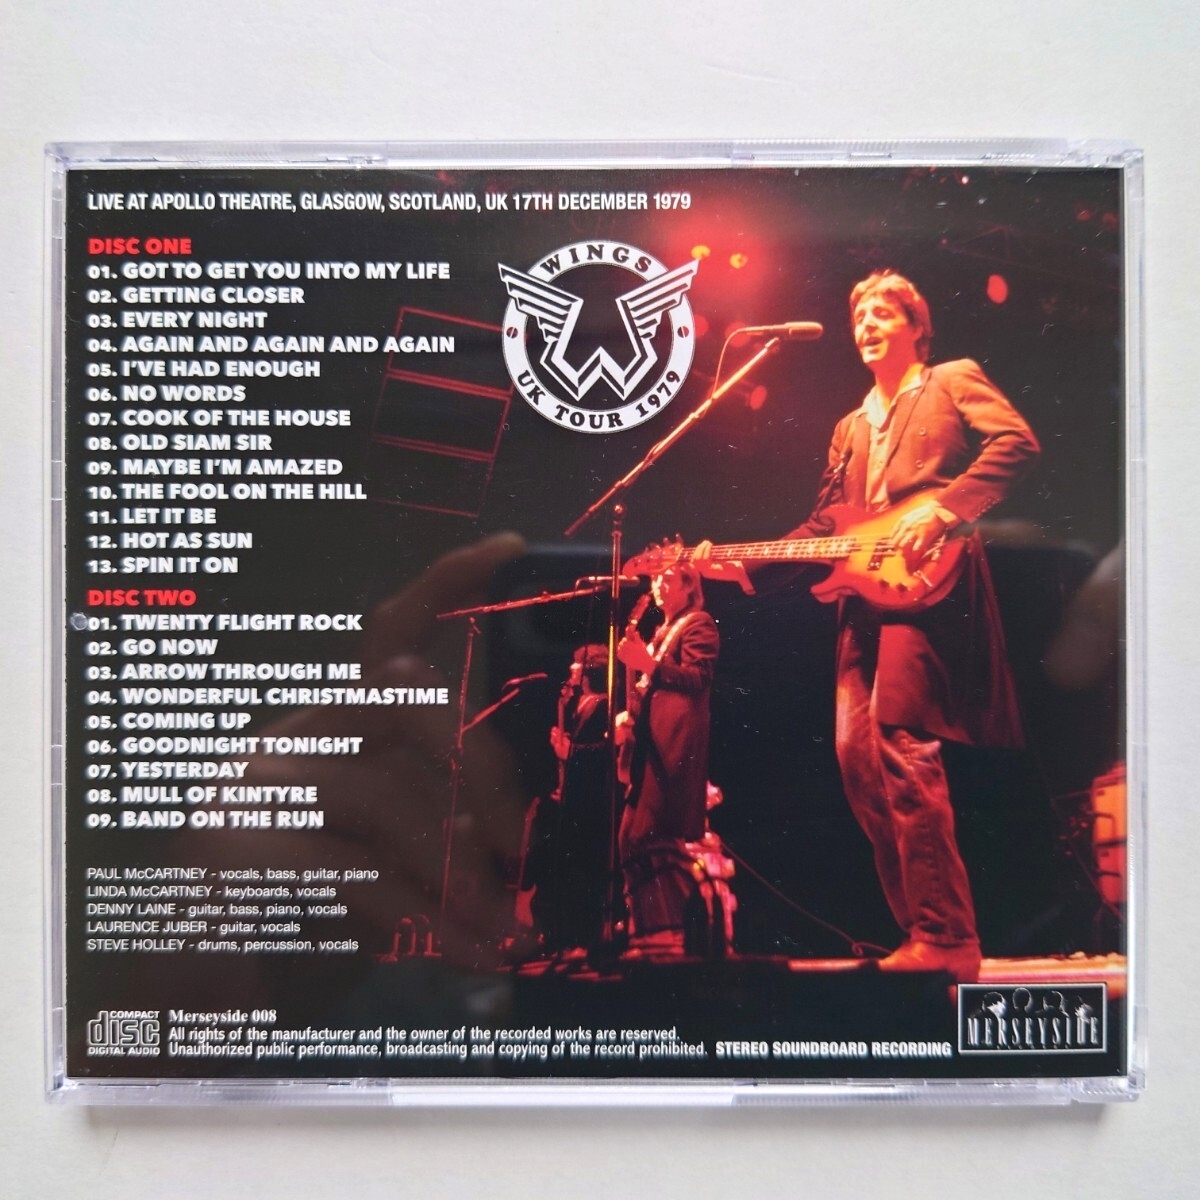 LIVE AT APOLLO THEATRE, GLASGOW, SCOTLAND, UK 17TH DECEMBER 1979
DISC ONE
01. GOT TO GET YOU INTO MY LIFE
02. GETTING CLOSER
03. EVERY NIGHT
04. AGAIN AND AGAIN AND AGAIN
05. I'VE HAD ENOUGH
06. NO WORDS
07. COOK OF THE HOUSE
08. OLD SIAM SIR
09. MAYBE I'M AMAZED
10. THE FOOL ON THE HILL
11. LET IT BE
12. HOT AS SUN
13. SPIN IT ON
DISC TWO
01. TWENTY FLIGHT ROCK
02. GO NOW
03. ARROW THROUGH ME
04. WONDERFUL CHRISTMASTIME
05. COMING UP
06. GOODNIGHT TONIGHT
07. YESTERDAY
08. MULL OF KINTYRE
09. BAND ON THE RUN
WINGS
W
UK TOUR 1979
PAUL McCARTNEY - vocals, bass, guitar, piano
LINDA McCARTNEY - keyboards, vocals
DENNY LAINE - guitar, bass, piano, vocals
LAURENCE JUBER - guitar, vocals
STEVE HOLLEY - drums, percussion, vocals
COMPACT
disc
DIGITAL AUDIO
Merseyside 008
All rights of the manufacturer and the owner of the recorded works are reserved.
Unauthorized public performance, broadcasting and copying of the record prohibited. STEREO SOUNDBOARD RECORDING
MERSEYSIDE